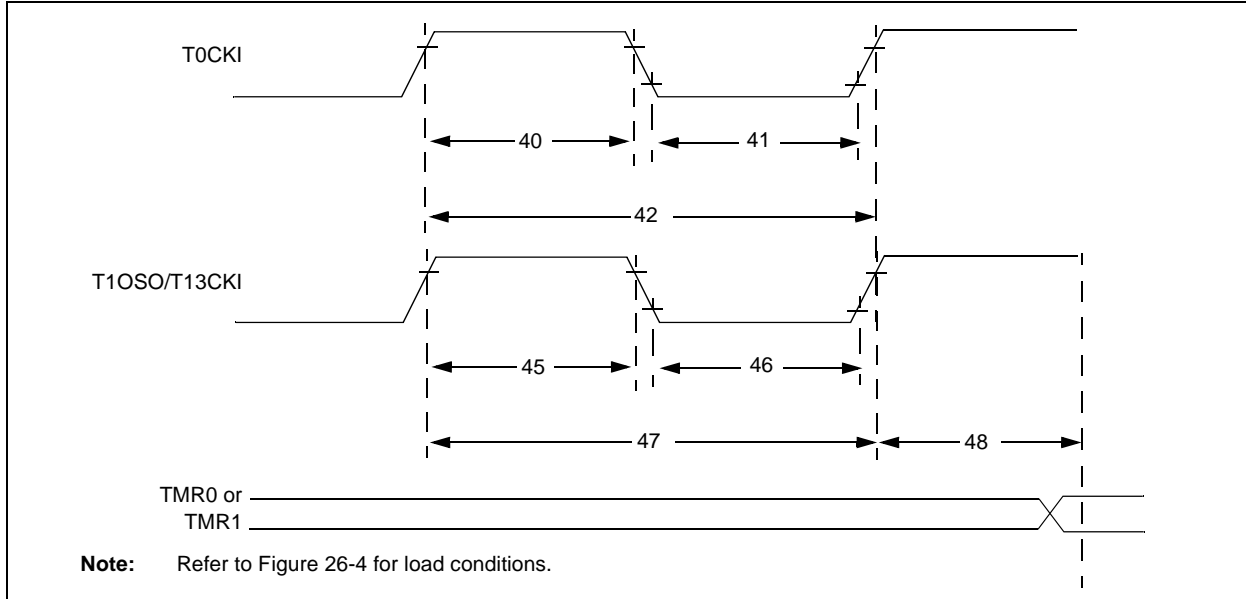 T0CKI
40
41
42
T1OSO/T13CKI
45
46
47
48
TMR0 or
TMR1
Note: Refer to Figure 26-4 for load conditions.